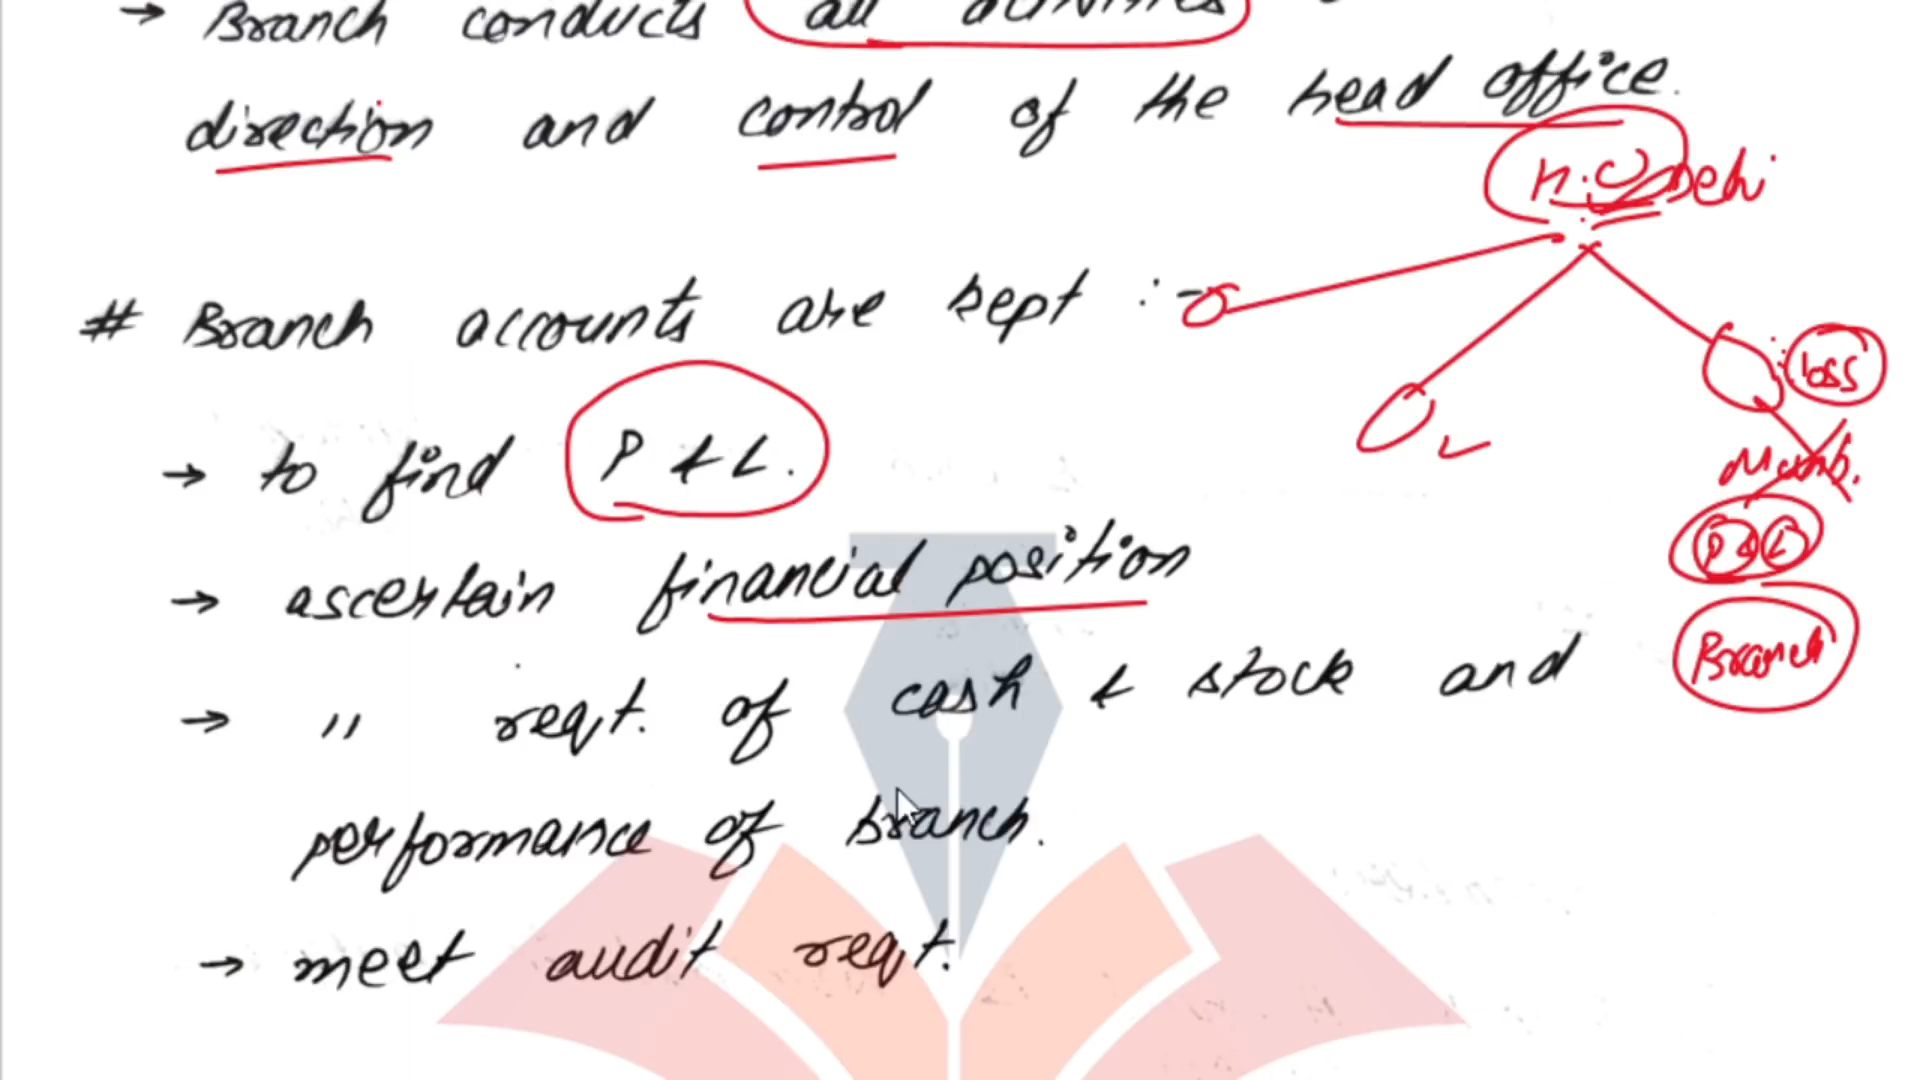 → Branch conducts all activities
direction and control of the head office.
H.O Delhi
# Branch accounts are kept :-
loss
→ to find P & L.
Mumb.
P & L
→ ascertain financial position
Branch
→ " reqt. of cash & stock and
performance of branch.
→ meet audit reqt.